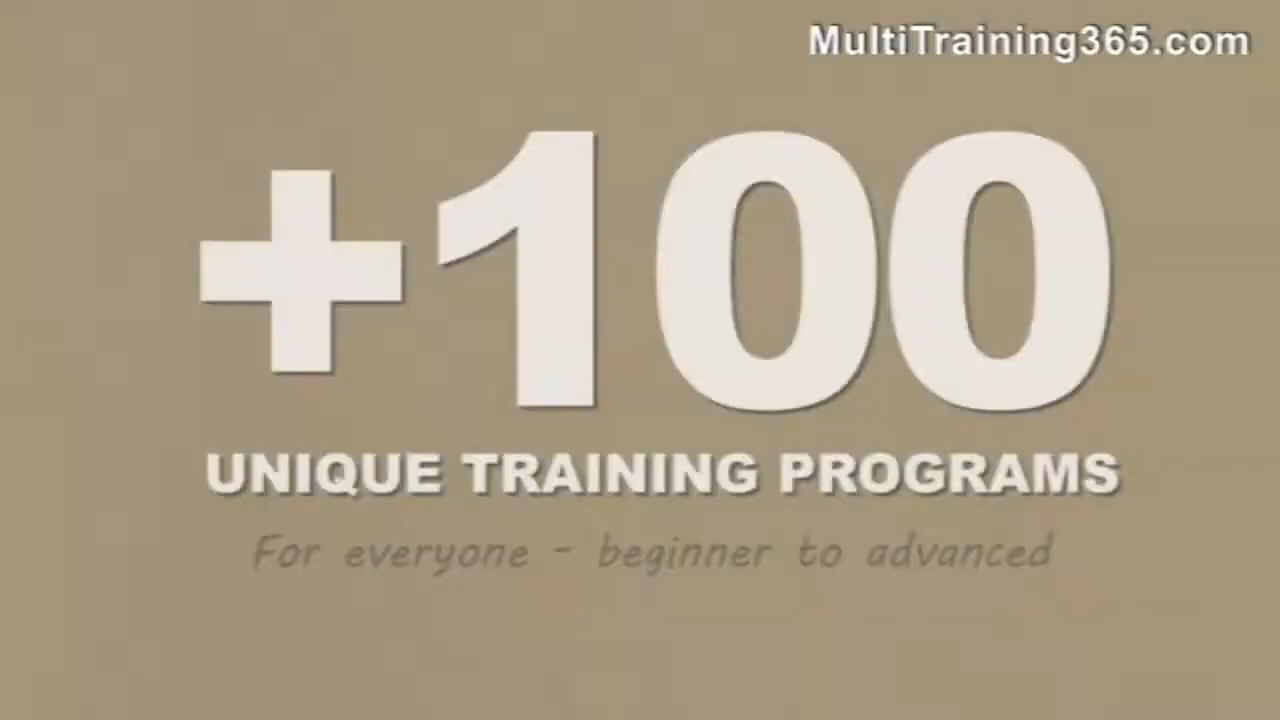 MultiTraining365.com
+100
UNIQUE TRAINING PROGRAMS
For everyone - beginner to advanced